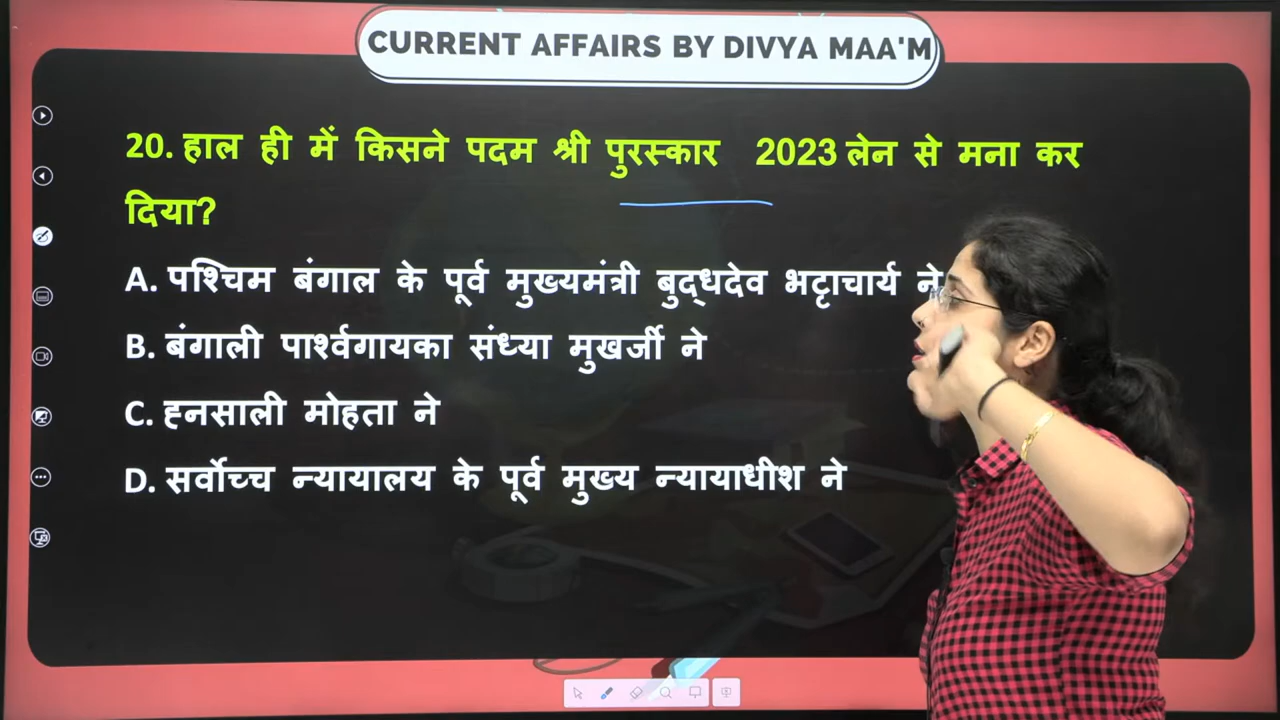 CURRENT AFFAIRS BY DIVYA MAA'M
20. हाल ही में किसने पदम श्री पुरस्कार 2023 लेन से मना कर
दिया?
A. पश्चिम बंगाल के पूर्व मुख्यमंत्री बुद्धदेव भटृाचार्य ने
B. बंगाली पार्श्वगायका संध्या मुखर्जी ने
C. ह्नसाली मोहता ने
D. सर्वोच्च न्यायालय के पूर्व मुख्य न्यायाधीश ने